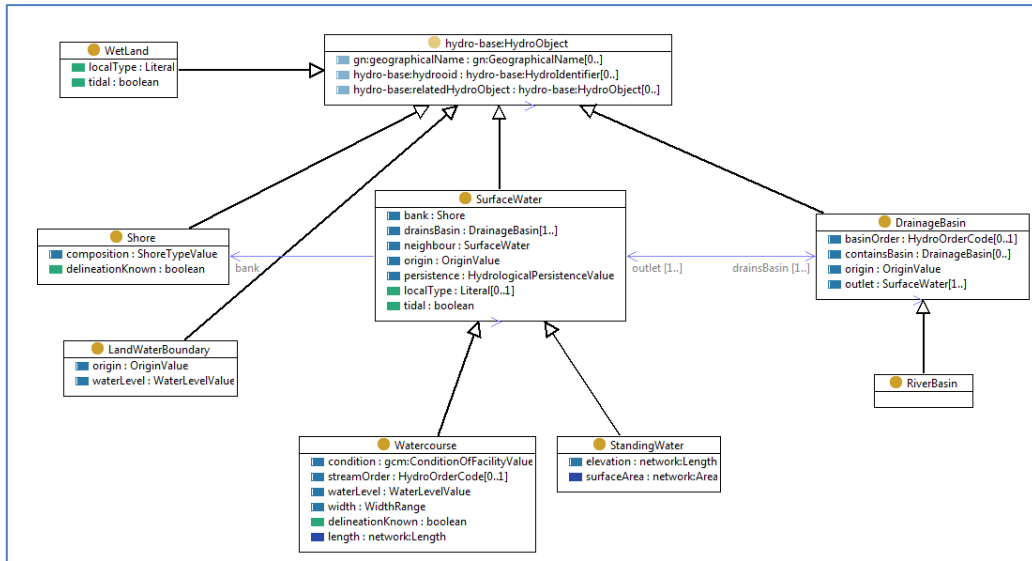 WetLand
localType : Literal
tidal : boolean
hydro-base:HydroObject
gn:geographicalName : gn:GeographicalName[0..]
hydro-base:hydrooid : hydro-base:HydroIdentifier[0..]
hydro-base:relatedHydroObject : hydro-base:HydroObject[0..]
Shore
composition : ShoreTypeValue
delineationKnown : boolean
bank
SurfaceWater
bank : Shore
drainsBasin : DrainageBasin[1..]
neighbour : SurfaceWater
origin : OriginValue
persistence : HydrologicalPersistenceValue
localType : Literal[0..1]
tidal : boolean
outlet [1..]
drainsBasin [1..]
DrainageBasin
basinOrder : HydroOrderCode[0..1]
containsBasin : DrainageBasin[0..]
origin : OriginValue
outlet : SurfaceWater[1..]
LandWaterBoundary
origin : OriginValue
waterLevel : WaterLevelValue
RiverBasin
Watercourse
condition : gcm:ConditionOfFacilityValue
streamOrder : HydroOrderCode[0..1]
waterLevel : WaterLevelValue
width : WidthRange
delineationKnown : boolean
length : network:Length
StandingWater
elevation : network:Length
surfaceArea : network:Area